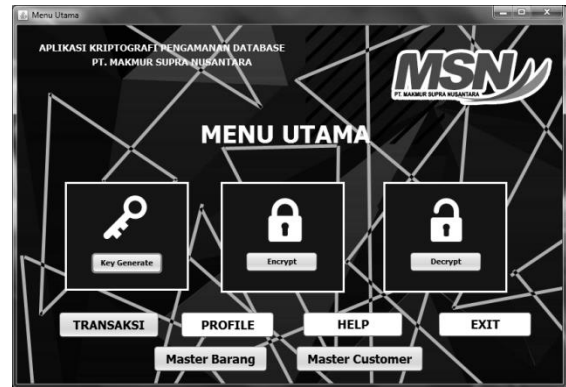 Menu Utama
APLIKASI KRIPTOGRAFI PENGAMANAN DATABASE
PT. MAKMUR SUPRA NUSANTARA
MSN
PT. MAKMUR SUPRA NUSANTARA
MENU UTAMA
Key Generate
Encrypt
Decrypt
TRANSAKSI
PROFILE
HELP
EXIT
Master Barang
Master Customer